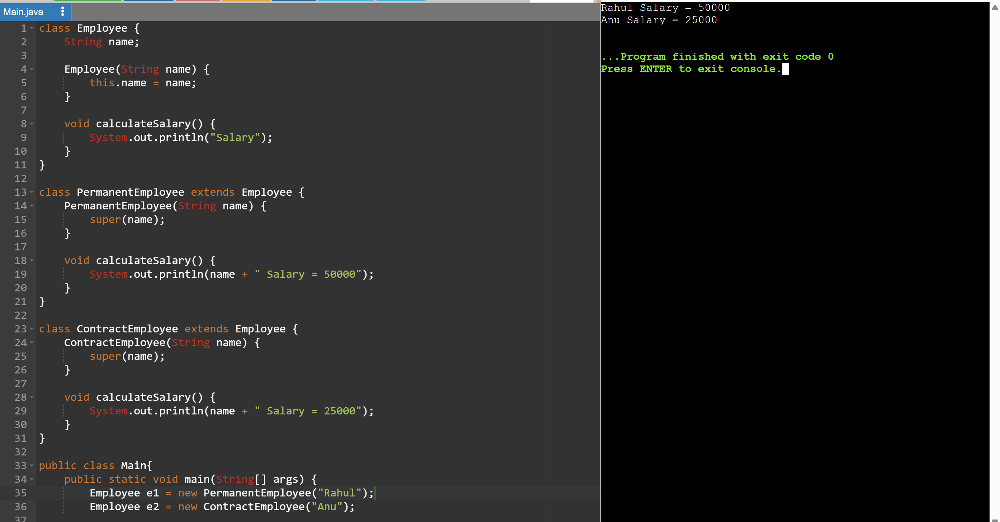 Main.java
1 class Employee {
2 String name;
3
4 Employee(String name) {
5 this.name = name;
6 }
7
8 void calculateSalary() {
9 System.out.println("Salary");
10 }
11 }
12
13 class PermanentEmployee extends Employee {
14 PermanentEmployee(String name) {
15 super(name);
16 }
17
18 void calculateSalary() {
19 System.out.println(name + " Salary = 50000");
20 }
21 }
22
23 class ContractEmployee extends Employee {
24 ContractEmployee(String name) {
25 super(name);
26 }
27
28 void calculateSalary() {
29 System.out.println(name + " Salary = 25000");
30 }
31 }
32
33 public class Main{
34 public static void main(String[] args) {
35 Employee e1 = new PermanentEmployee("Rahul");
36 Employee e2 = new ContractEmployee("Anu");
37
Rahul Salary = 50000
Anu Salary = 25000
...Program finished with exit code 0
Press ENTER to exit console.